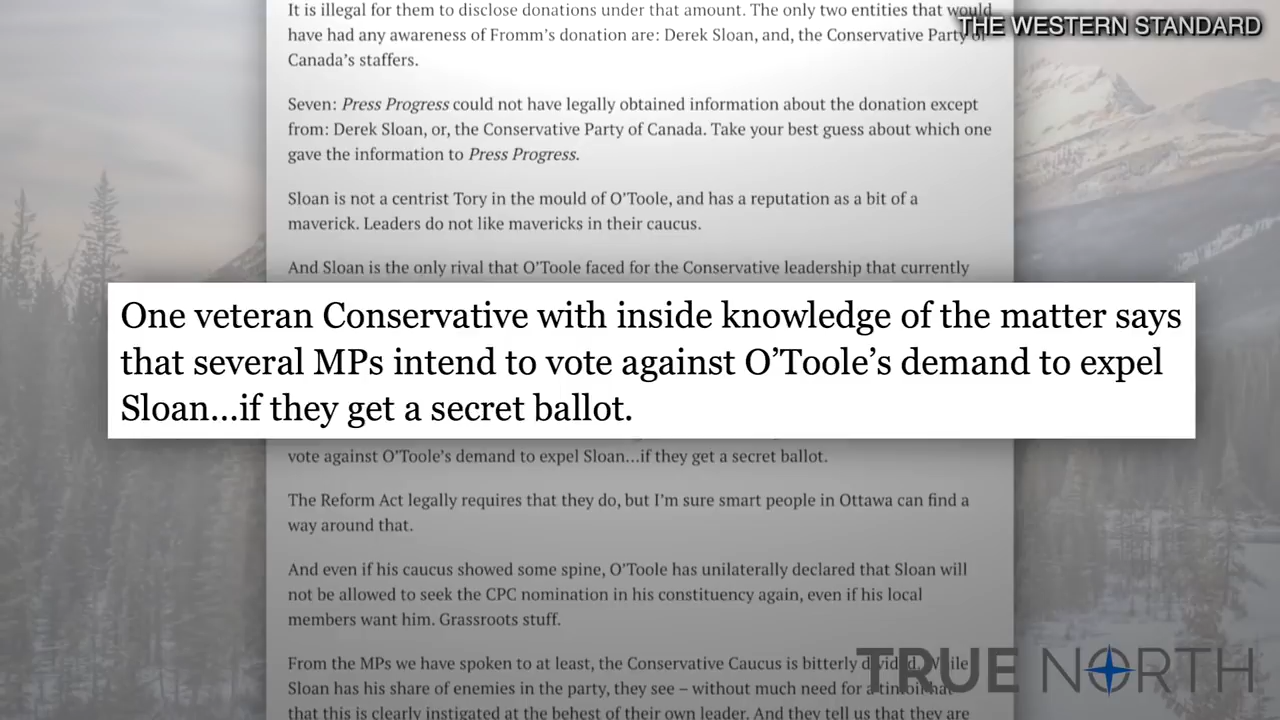 It is illegal for them to disclose donations under that amount. The only two entities that would
THE WESTERN STANDARD
have had any awareness of Fromm's donation are: Derek Sloan, and, the Conservative Party of
Canada's staffers.
Seven: Press Progress could not have legally obtained information about the donation except
from: Derek Sloan, or, the Conservative Party of Canada. Take your best guess about which one
gave the information to Press Progress.
Sloan is not a centrist Tory in the mould of O'Toole, and has a reputation as a bit of a
maverick. Leaders do not like mavericks in their caucus.
And Sloan is the only rival that O'Toole faced for the Conservative leadership that currently
One veteran Conservative with inside knowledge of the matter says
that several MPs intend to vote against O'Toole's demand to expel
Sloan...if they get a secret ballot.
vote against O'Toole's demand to expel Sloan...if they get a secret ballot.
The Reform Act legally requires that they do, but I'm sure smart people in Ottawa can find a
way around that.
And even if his caucus showed some spine, O'Toole has unilaterally declared that Sloan will
not be allowed to seek the CPC nomination in his constituency again, even if his local
members want him. Grassroots stuff.
From the MPs we have spoken to at least, the Conservative Caucus is bitterly divided. While
TRUE NORTH
Sloan has his share of enemies in the party, they see – without much need for a tinfoil hat
that this is clearly instigated at the behest of their own leader. And they tell us that they are